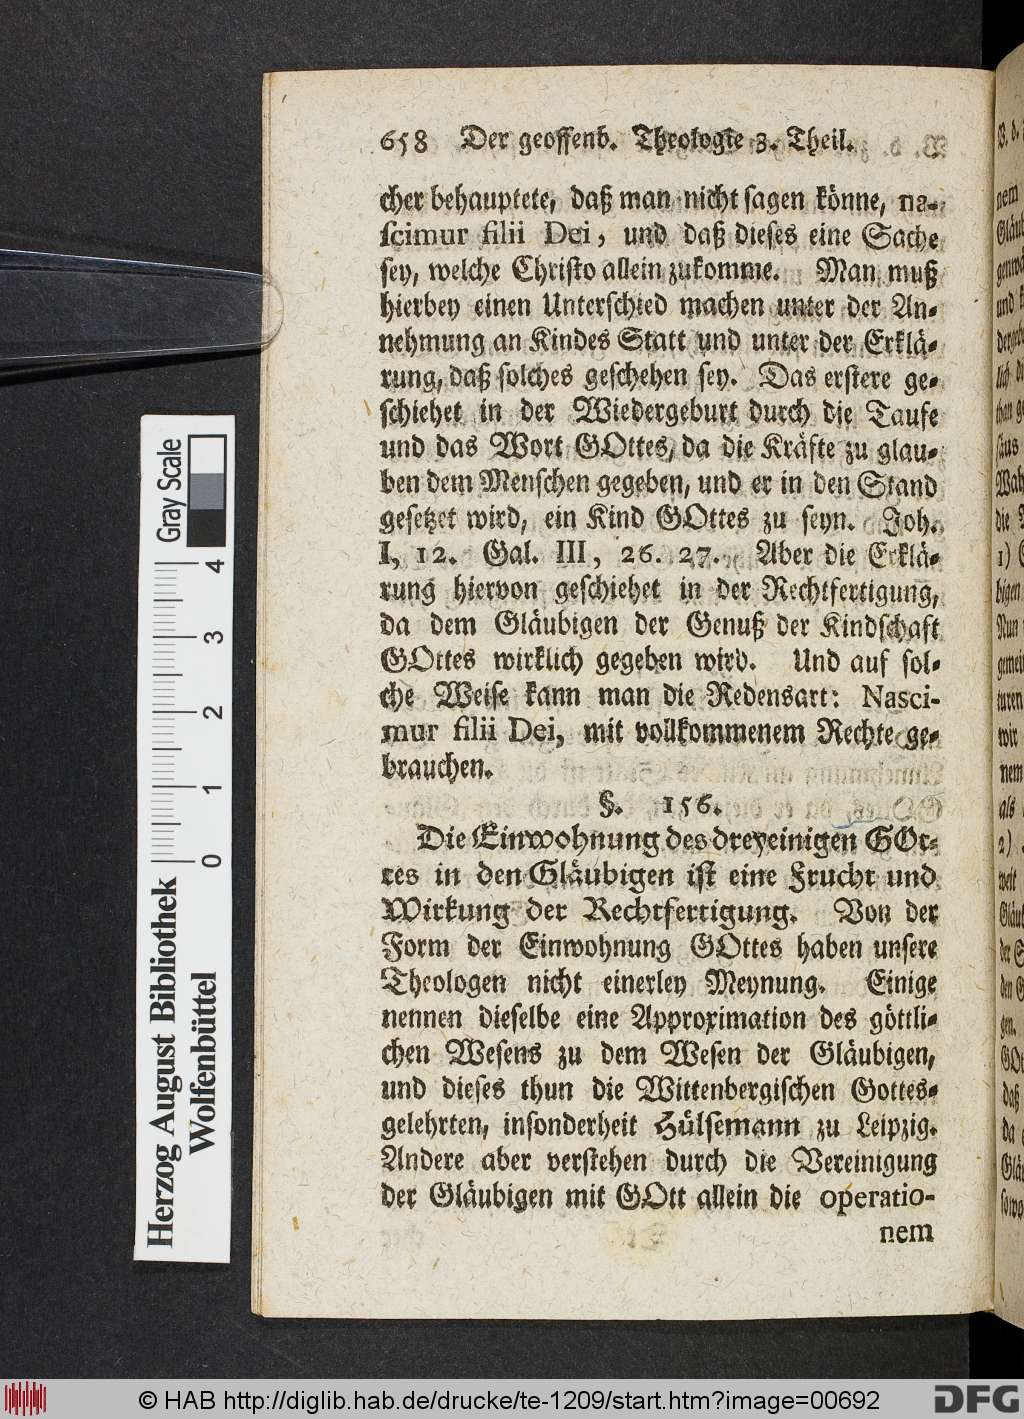 658 Der geoffenb. Theologie 3. Theil.
cher behauptete, daß man nicht sagen könne, na-
scimur filii Dei, und daß dieses eine Sache
sey, welche Christo allein zukomme. Man muß
hierbey einen Unterschied machen unter der An-
nehmung an Kindes Statt und unter der Erklä-
rung, daß solches geschehen sey. Das erstere ge-
schiehet in der Wiedergeburt durch die Taufe
und das Wort GOttes, da die Kräfte zu glau-
ben dem Menschen gegeben, und er in den Stand
gesetzet wird, ein Kind GOttes zu seyn. Joh.
I, 12. Gal. III, 26. 27. Aber die Erklä-
rung hiervon geschiehet in der Rechtfertigung,
da dem Gläubigen der Genuß der Kindschaft
GOttes wirklich gegeben wird. Und auf sol-
che Weise kann man die Redensart: Nasci-
mur filii Dei, mit vollkommenem Rechte ge-
brauchen.
§. 156.
Die Einwohnung des dreyeinigen GOt-
tes in den Gläubigen ist eine Frucht und
Wirkung der Rechtfertigung. Von der
Form der Einwohnung GOttes haben unsere
Theologen nicht einerley Meynung. Einige
nennen dieselbe eine Approximation des göttli-
chen Wesens zu dem Wesen der Gläubigen,
und dieses thun die Wittenbergischen Gottes-
gelehrten, insonderheit Hülsemann zu Leipzig.
Andere aber verstehen durch die Vereinigung
der Gläubigen mit GOtt allein die operatio-
nem
Gray Scale
0 1 2 3 4
Herzog August Bibliothek
Wolfenbüttel
© HAB http://diglib.hab.de/drucke/te-1209/start.htm?image=00692
DFG